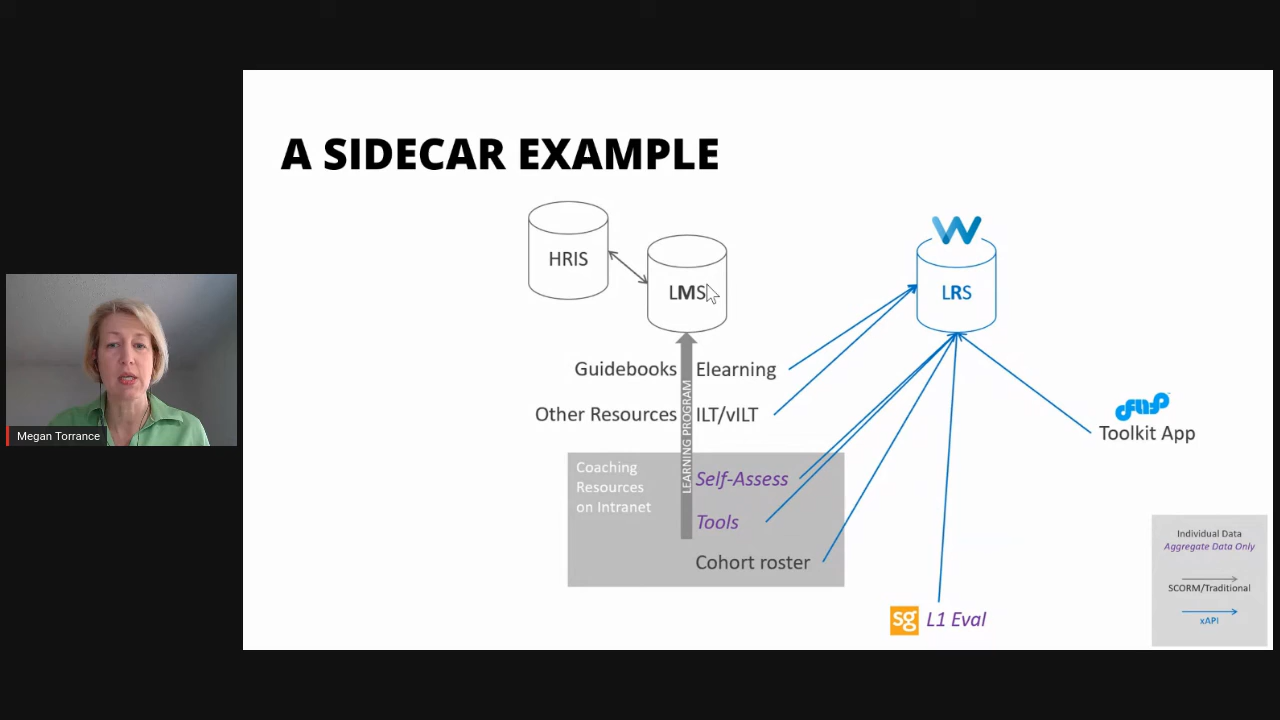 A SIDECAR EXAMPLE
HRIS
LMS
W
LRS
Guidebooks
Elearning
Other Resources
ILT/vILT
LEARNING PROGRAM
Coaching
Resources
on Intranet
Self-Assess
Tools
Cohort roster
Toolkit App
sg
L1 Eval
Individual Data
Aggregate Data Only
SCORM/Traditional
xAPI
Megan Torrance